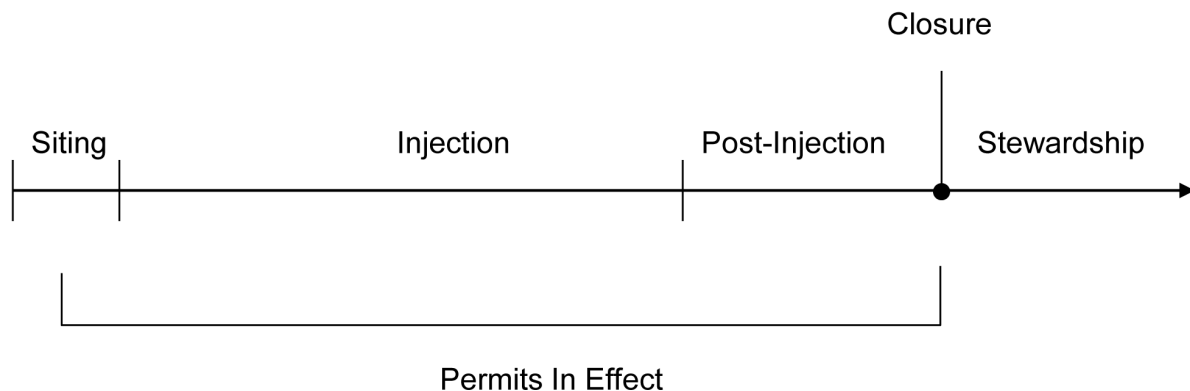 Closure
Siting
Injection
Post-Injection
Stewardship
Permits In Effect